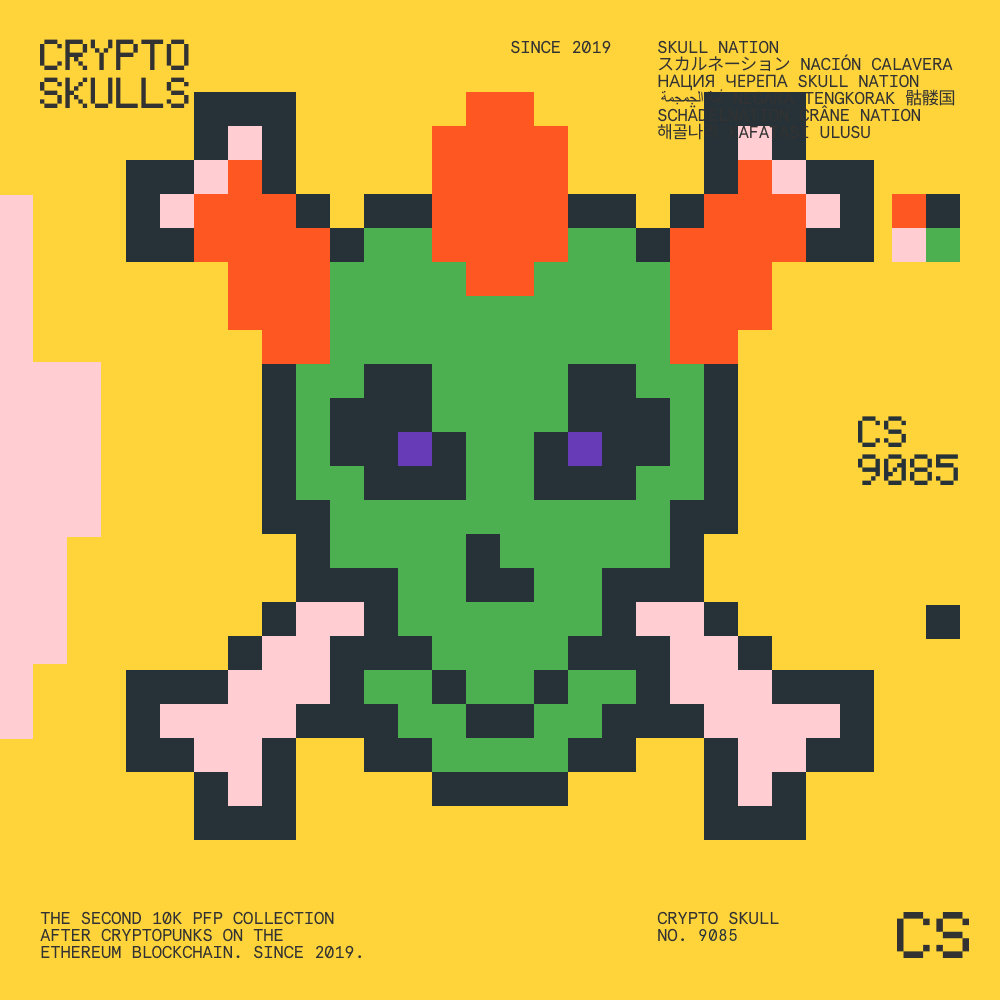 CRYPTO
SKULLS
SINCE 2019
SKULL NATION
スカルネーション NACIÓN CALAVERA
НАЦИЯ ЧЕРЕПА SKULL NATION
الجمجمة TENGKORAK 骷髅国
CRÂNE NATION
해골나 ULUSU
CS
9085
THE SECOND 10K PFP COLLECTION
AFTER CRYPTOPUNKS ON THE
ETHEREUM BLOCKCHAIN. SINCE 2019.
CRYPTO SKULL
NO. 9085
CS